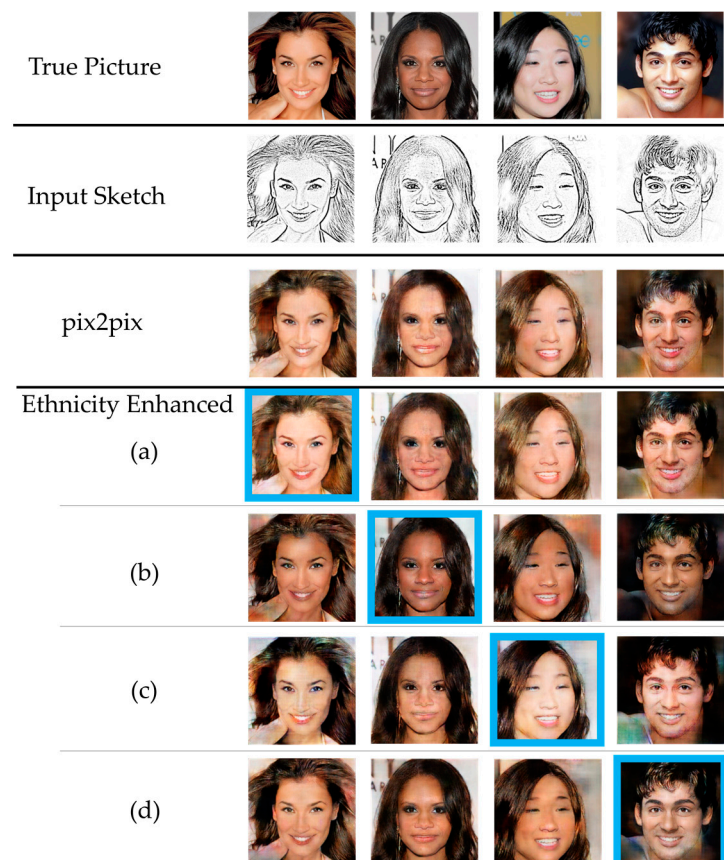 True Picture
Input Sketch
pix2pix
Ethnicity Enhanced
(a)
(b)
(c)
(d)